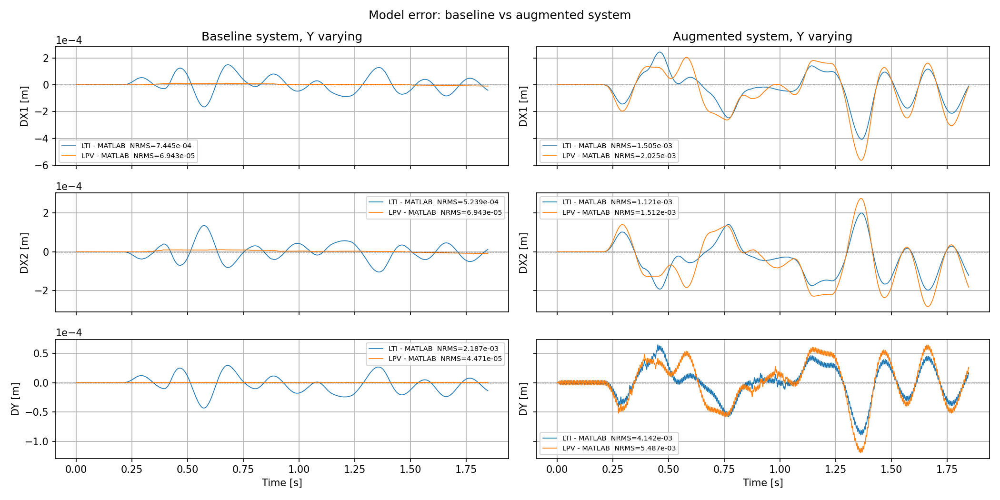 Model error: baseline vs augmented system
Baseline system, Y varying
1e−4
DX1 [m]
2
0
−2
−4
−6
LTI - MATLAB  NRMS=7.445e-04
LPV - MATLAB  NRMS=6.943e-05
Augmented system, Y varying
DX1 [m]
LTI - MATLAB  NRMS=1.505e-03
LPV - MATLAB  NRMS=2.025e-03
1e−4
DX2 [m]
2
0
−2
LTI - MATLAB  NRMS=5.239e-04
LPV - MATLAB  NRMS=6.943e-05
DX2 [m]
LTI - MATLAB  NRMS=1.121e-03
LPV - MATLAB  NRMS=1.512e-03
1e−4
DY [m]
0.5
0.0
−0.5
−1.0
LTI - MATLAB  NRMS=2.187e-03
LPV - MATLAB  NRMS=4.471e-05
0.00 0.25 0.50 0.75 1.00 1.25 1.50 1.75
Time [s]
DY [m]
LTI - MATLAB  NRMS=4.142e-03
LPV - MATLAB  NRMS=5.487e-03
0.00 0.25 0.50 0.75 1.00 1.25 1.50 1.75
Time [s]